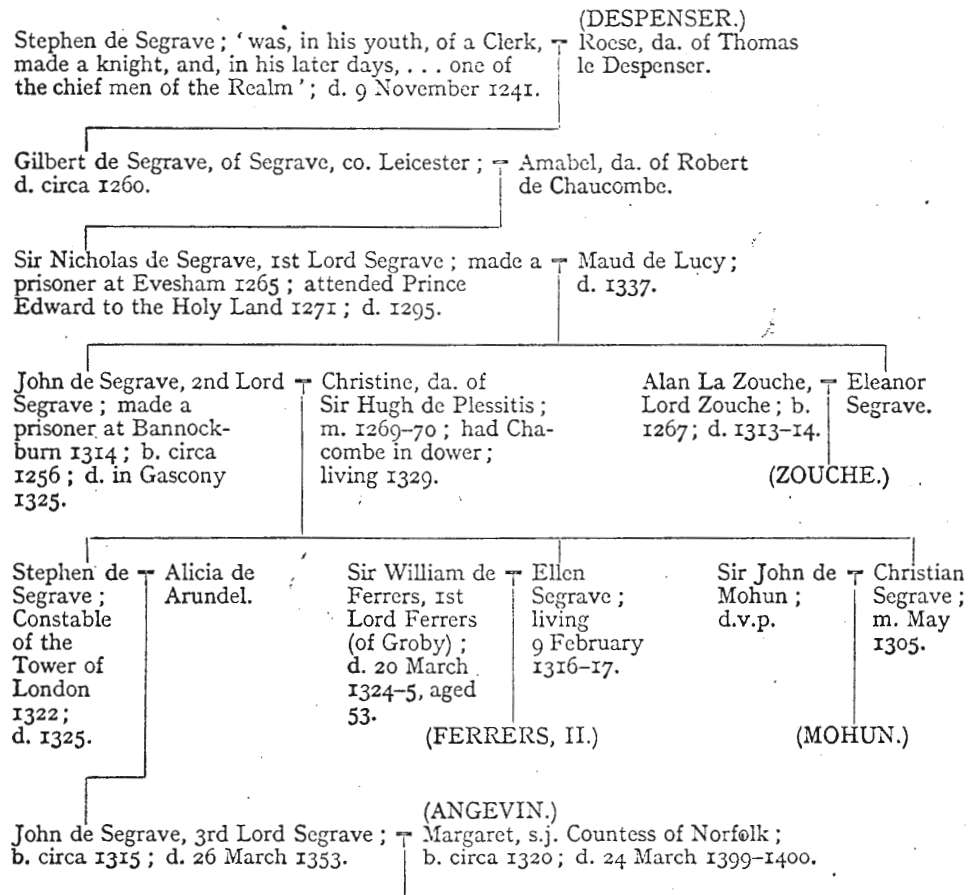 (DESPENSER.)
Stephen de Segrave; 'was, in his youth, of a Clerk,
made a knight, and, in his later days, . . . one of
the chief men of the Realm'; d. 9 November 1241.
Roese, da. of Thomas
le Despenser.
Gilbert de Segrave, of Segrave, co. Leicester;
d. circa 1260.
Amabel, da. of Robert
de Chaucombe.
Sir Nicholas de Segrave, 1st Lord Segrave; made a
prisoner at Evesham 1265; attended Prince
Edward to the Holy Land 1271; d. 1295.
Maud de Lucy;
d. 1337.
John de Segrave, 2nd Lord
Segrave; made a
prisoner at Bannock-
burn 1314; b. circa
1256; d. in Gascony
1325.
Christine, da. of
Sir Hugh de Plessitis;
m. 1269–70; had Cha-
combe in dower;
living 1329.
Alan La Zouche,
Lord Zouche; b.
1267; d. 1313–14.
Eleanor
Segrave.
(ZOUCHE.)
Stephen de
Segrave;
Constable
of the
Tower of
London
1322;
d. 1325.
Alicia de
Arundel.
Sir William de
Ferrers, 1st
Lord Ferrers
(of Groby);
d. 20 March
1324–5, aged
53.
Ellen
Segrave;
living
9 February
1316–17.
(FERRERS, II.)
Sir John de
Mohun;
d.v.p.
Christian
Segrave;
m. May
1305.
(MOHUN.)
(ANGEVIN.)
John de Segrave, 3rd Lord Segrave;
b. circa 1315; d. 26 March 1353.
Margaret, s.j. Countess of Norfolk;
b. circa 1320; d. 24 March 1399–1400.